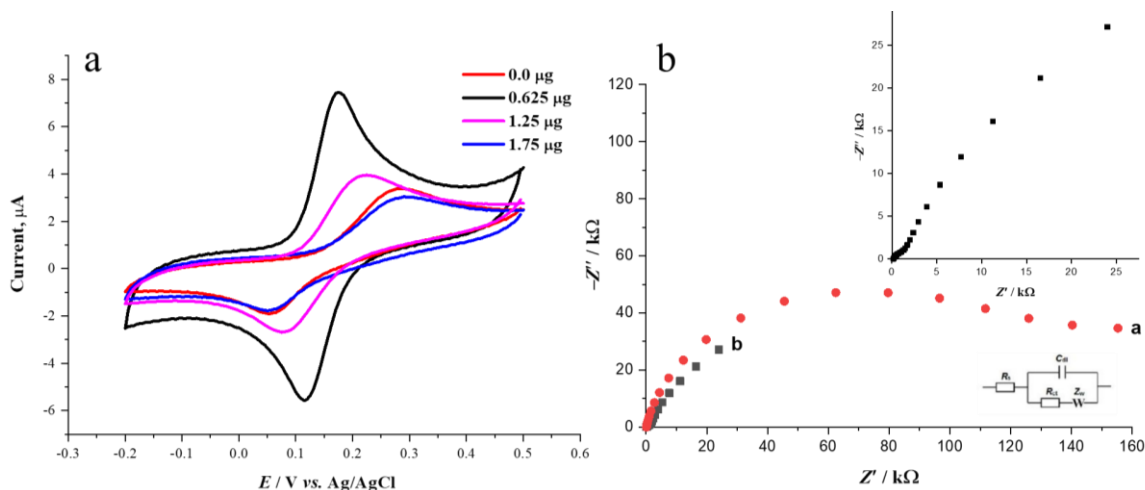 a
0.0 µg
0.625 µg
1.25 µg
1.75 µg
Current, µA
8
6
4
2
0
-2
-4
-6
-0.3 -0.2 -0.1 0.0 0.1 0.2 0.3 0.4 0.5 0.6
E / V vs. Ag/AgCl
b
−Z'' / kΩ
120
100
80
60
40
20
0
0 20 40 60 80 100 120 140 160
Z' / kΩ
a
b
−Z'' / kΩ
25
20
15
10
5
0
0 5 10 15 20 25
Z' / kΩ
Cdl
Rs
Rct
Zw